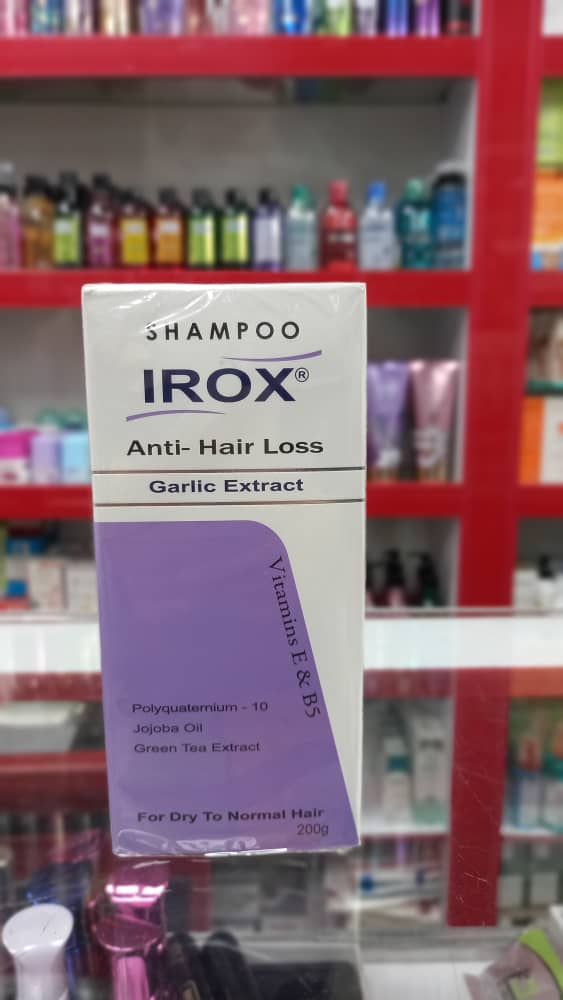 SHAMPOO
IROX®
Anti- Hair Loss
Garlic Extract
Vitamins E & B5
Polyquaternium - 10
Jojoba Oil
Green Tea Extract
For Dry To Normal Hair
200g